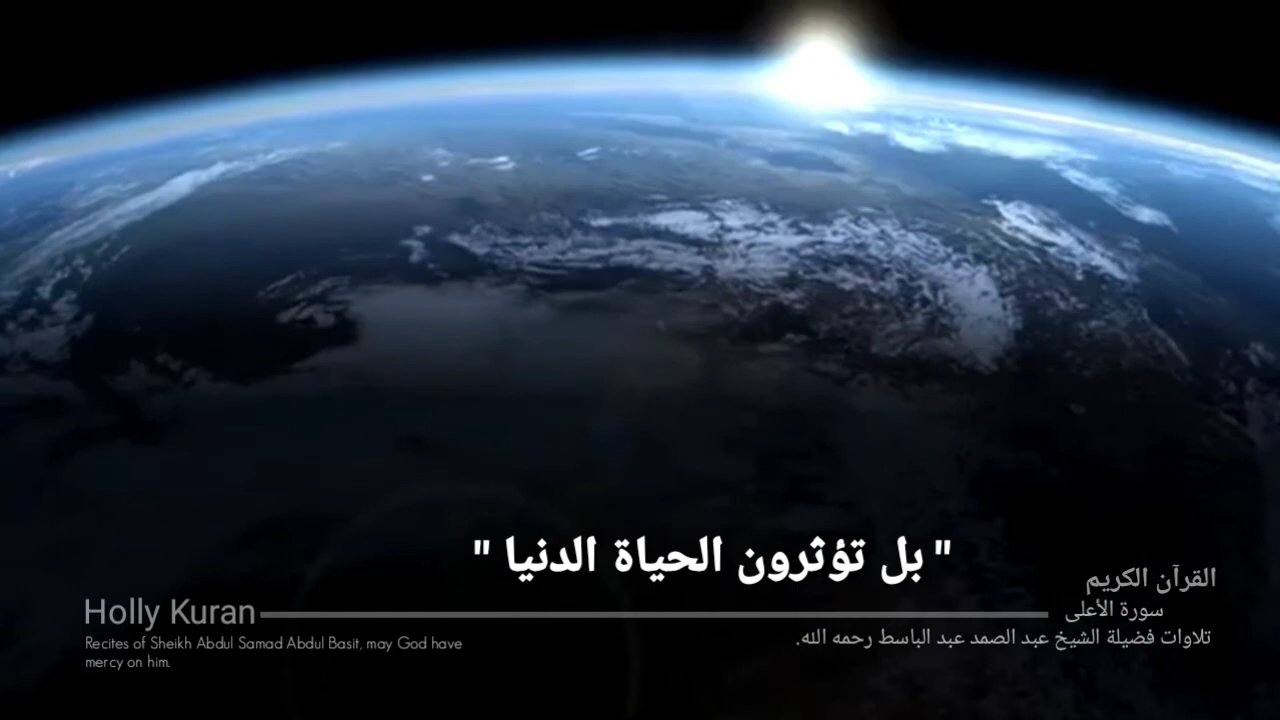 " بل تؤثرون الحياة الدنيا "
القرآن الكريم
سورة الأعلى
تلاوات فضيلة الشيخ عبد الصمد عبد الباسط رحمه الله.
Holly Kuran
Recites of Sheikh Abdul Samad Abdul Basit, may God have
mercy on him.